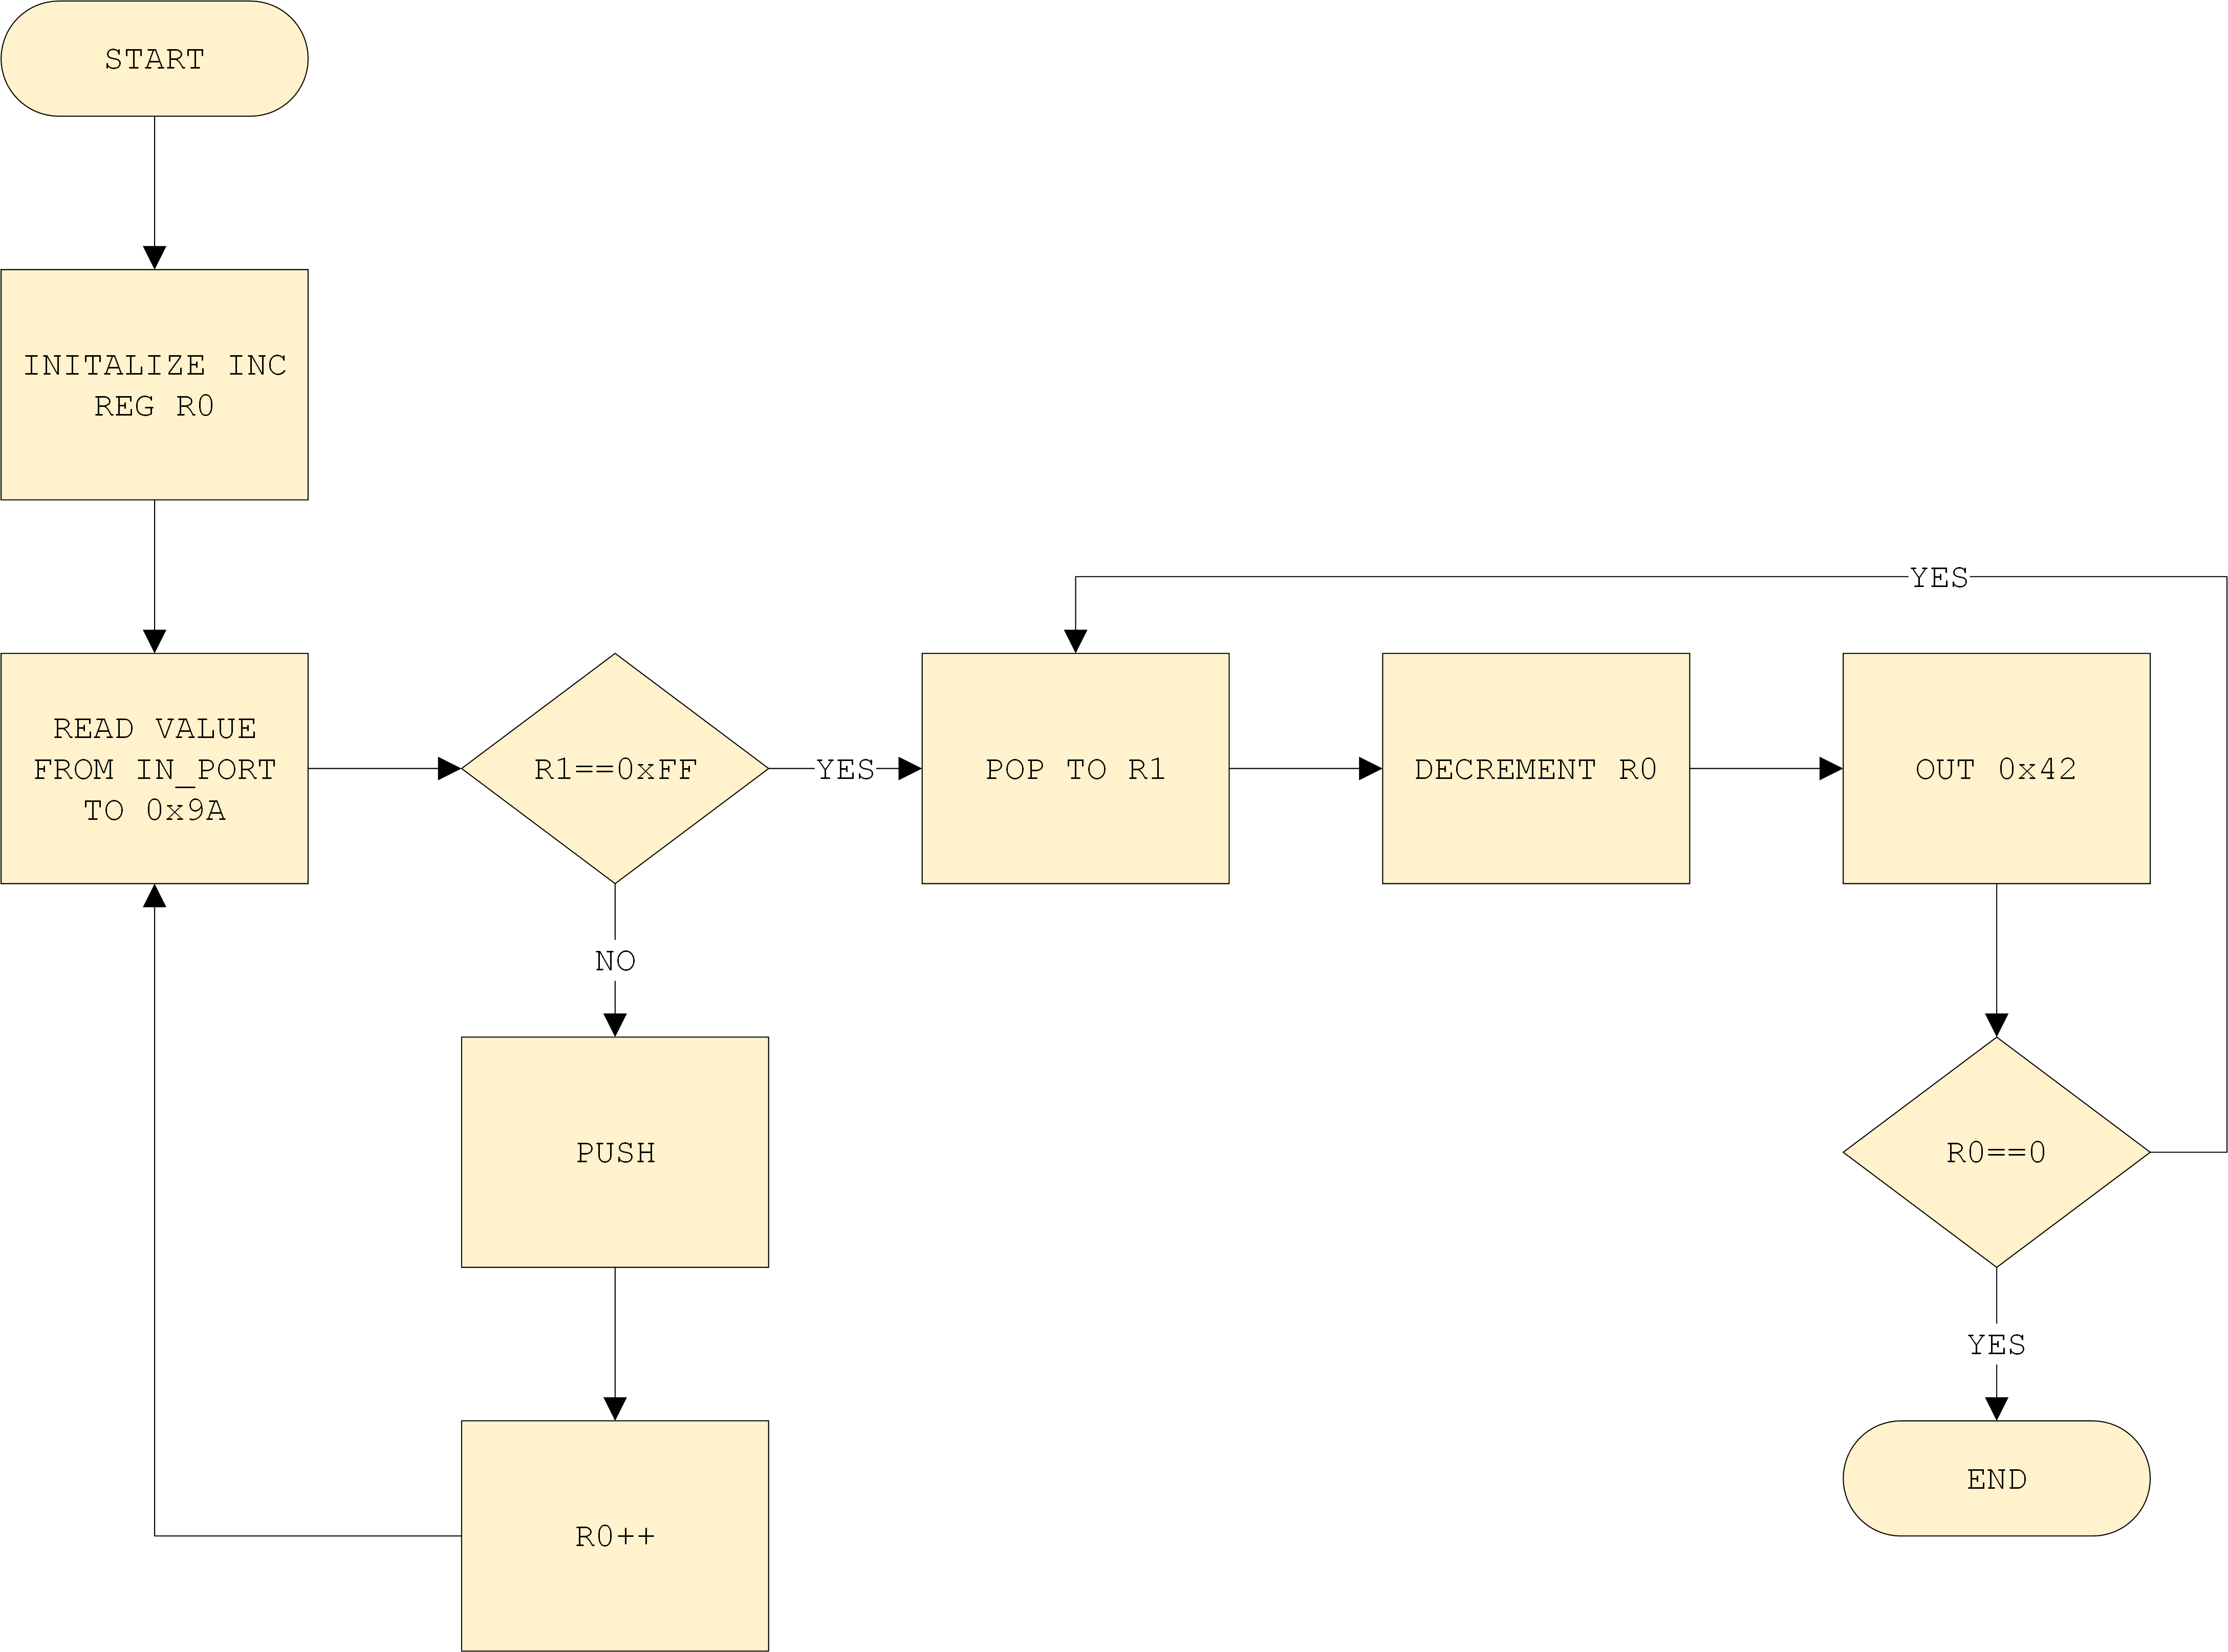 START
INITALIZE INC
REG R0
READ VALUE
FROM IN_PORT
TO 0x9A
R1==0xFF
YES
POP TO R1
DECREMENT R0
OUT 0x42
YES
NO
PUSH
R0++
R0==0
YES
END